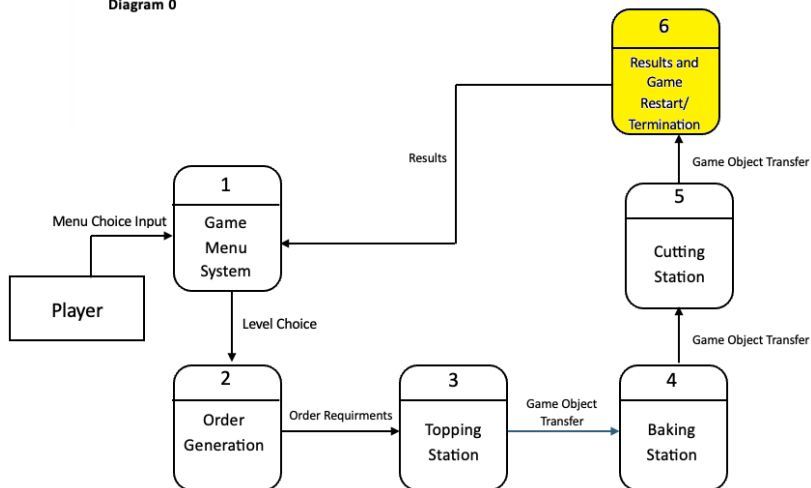 Diagram 0
6
Results and
Game
Restart/
Termination
Results
Game Object Transfer
1
Game
Menu
System
Menu Choice Input
Player
5
Cutting
Station
Level Choice
Game Object Transfer
2
Order
Generation
Order Requirments
3
Topping
Station
Game Object
Transfer
4
Baking
Station